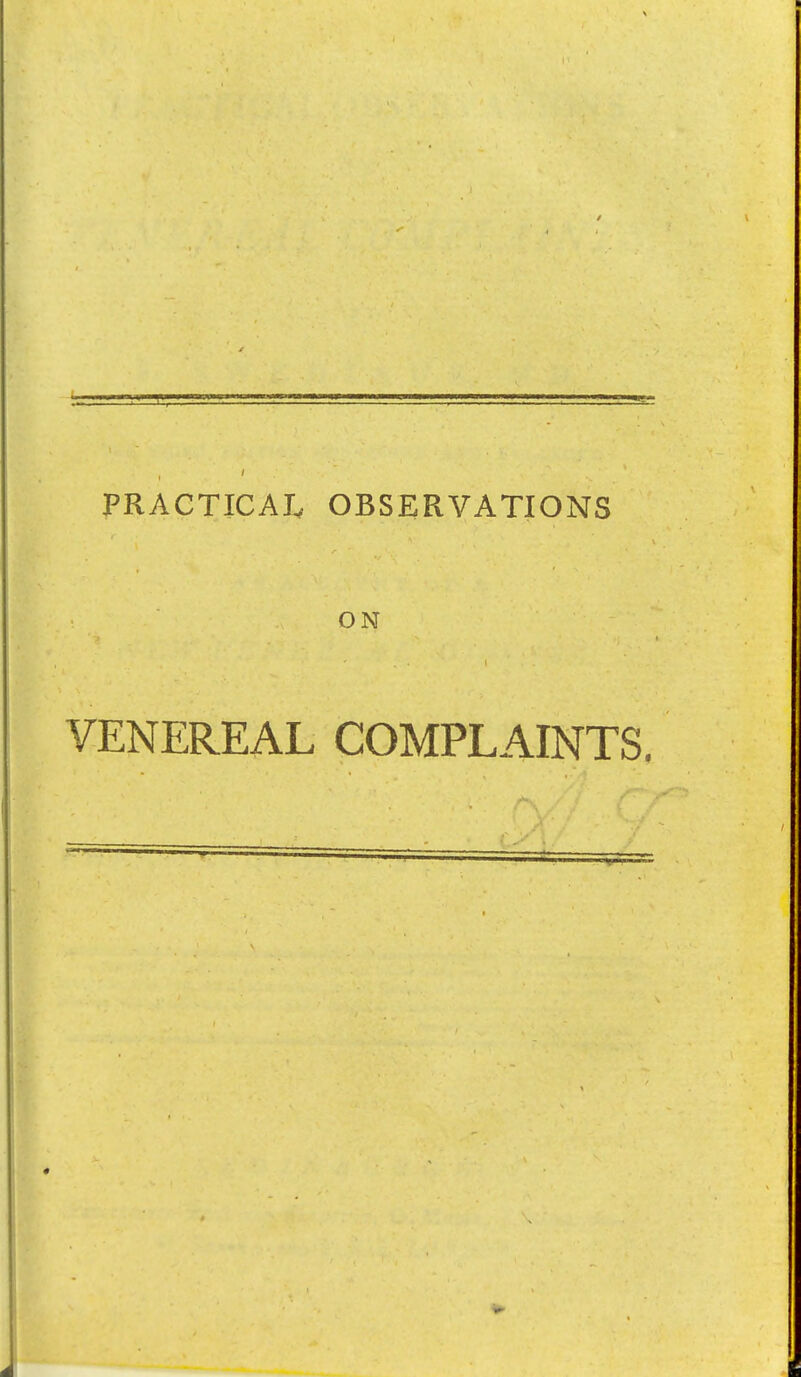 PRACTICAL OBSERVATIONS
ON
VENEREAL COMPLAINTS.